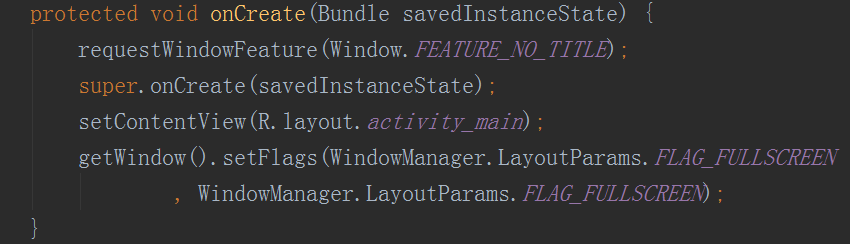 protected void onCreate(Bundle savedInstanceState) {
requestWindowFeature(Window.FEATURE_NO_TITLE);
super.onCreate(savedInstanceState);
setContentView(R.layout.activity_main);
getWindow().setFlags(WindowManager.LayoutParams.FLAG_FULLSCREEN
, WindowManager.LayoutParams.FLAG_FULLSCREEN);
}